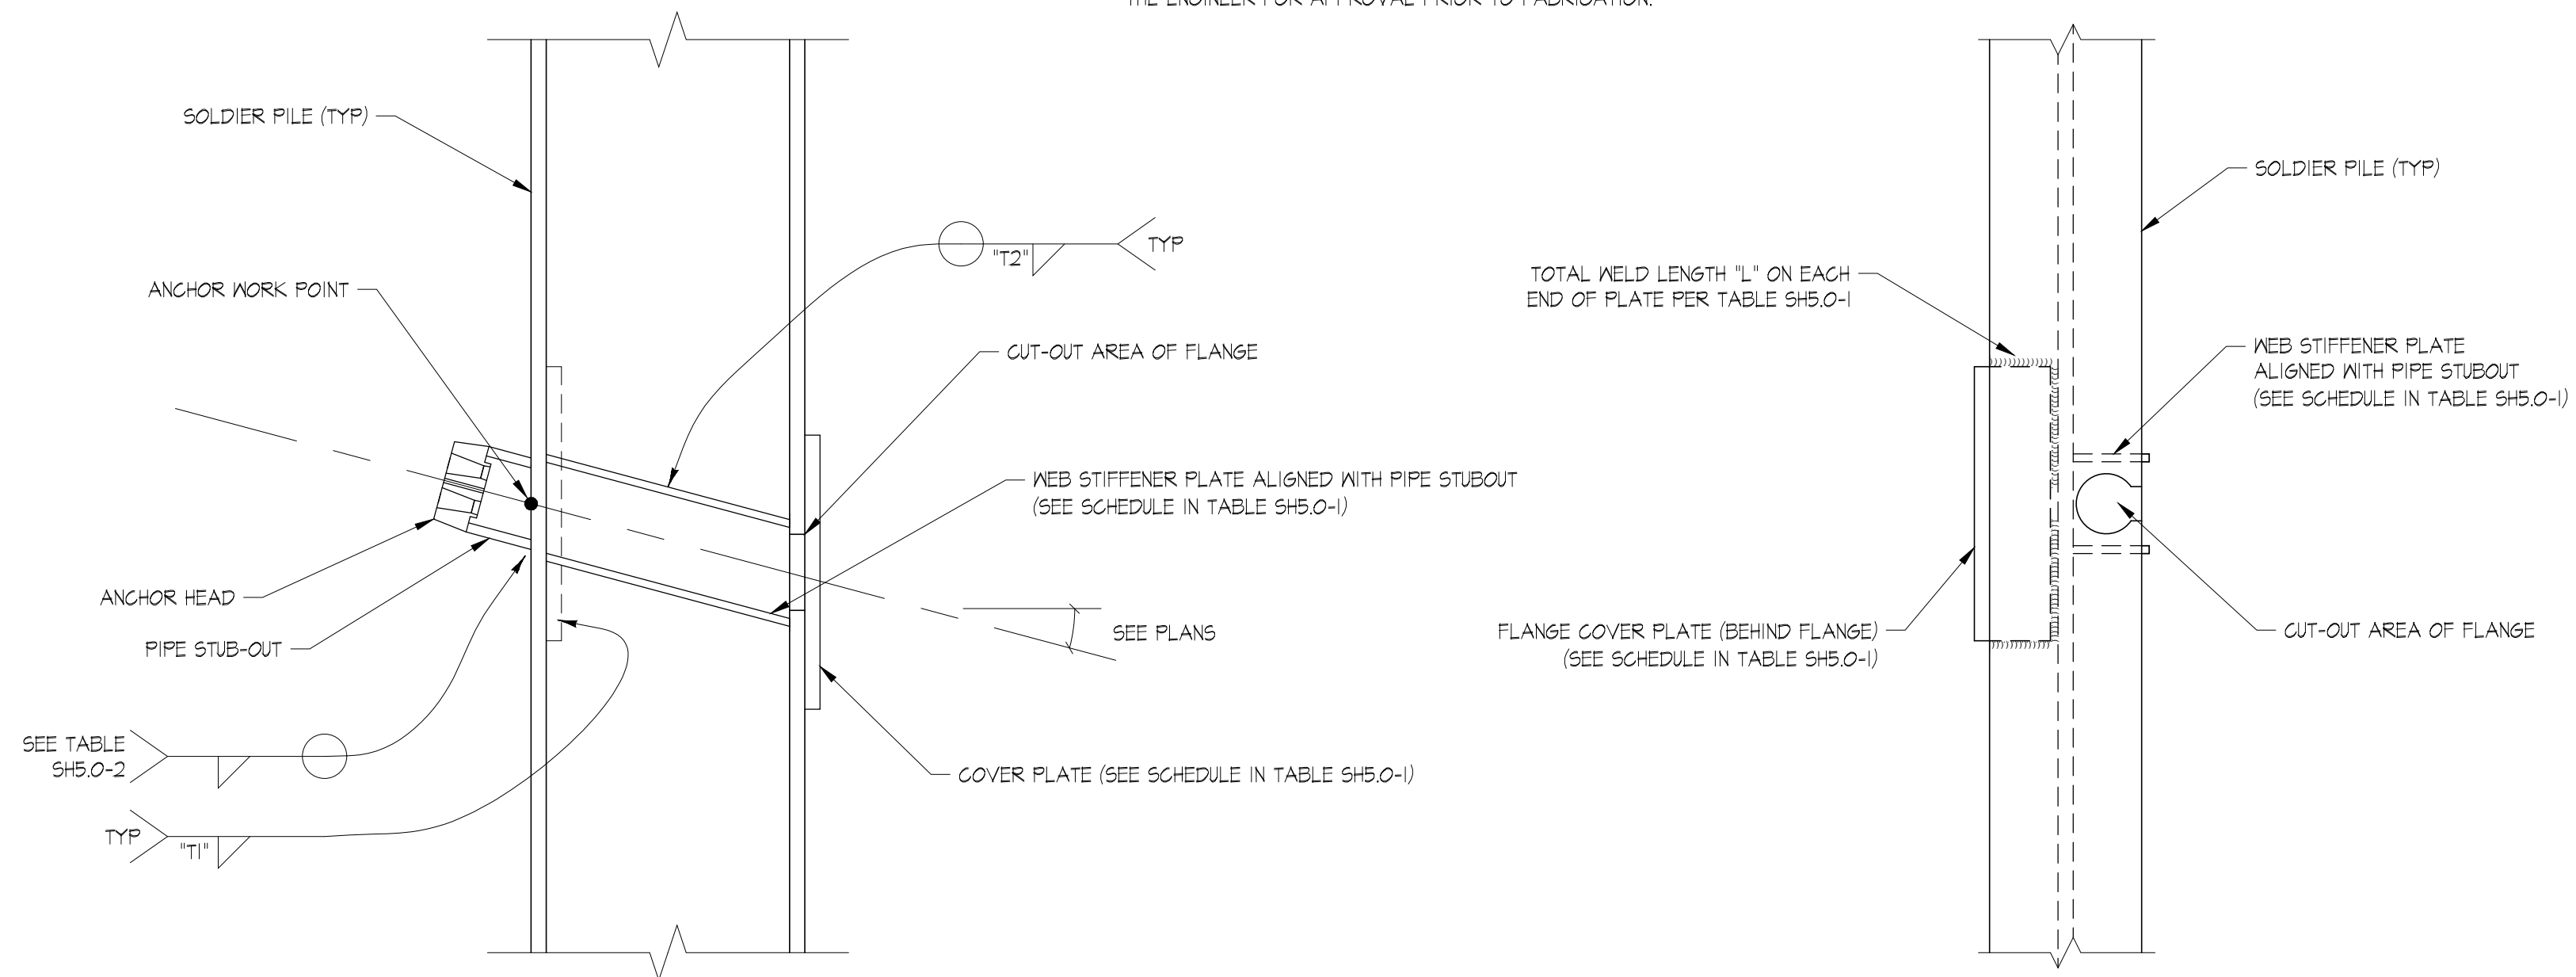 THE ENGINEER FOR APPROVAL PRIOR TO FABRICATION.
SOLDIER PILE (TYP)
"T2"
TYP
ANCHOR WORK POINT
CUT-OUT AREA OF FLANGE
WEB STIFFENER PLATE ALIGNED WITH PIPE STUBOUT
(SEE SCHEDULE IN TABLE SH5.0-1)
ANCHOR HEAD
PIPE STUB-OUT
SEE PLANS
SEE TABLE
SH5.0-2
COVER PLATE (SEE SCHEDULE IN TABLE SH5.0-1)
TYP
"T1"
SOLDIER PILE (TYP)
TOTAL WELD LENGTH "L" ON EACH
END OF PLATE PER TABLE SH5.0-1
WEB STIFFENER PLATE
ALIGNED WITH PIPE STUBOUT
(SEE SCHEDULE IN TABLE SH5.0-1)
FLANGE COVER PLATE (BEHIND FLANGE)
(SEE SCHEDULE IN TABLE SH5.0-1)
CUT-OUT AREA OF FLANGE